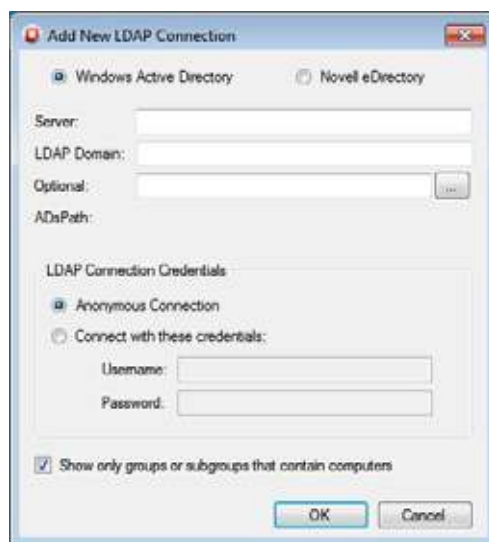 Add New LDAP Connection
Windows Active Directory Novell eDirectory
Server:
LDAP Domain:
Optional: ...
ADsPath:
LDAP Connection Credentials
Anonymous Connection
Connect with these credentials:
Username:
Password:
Show only groups or subgroups that contain computers
OK Cancel